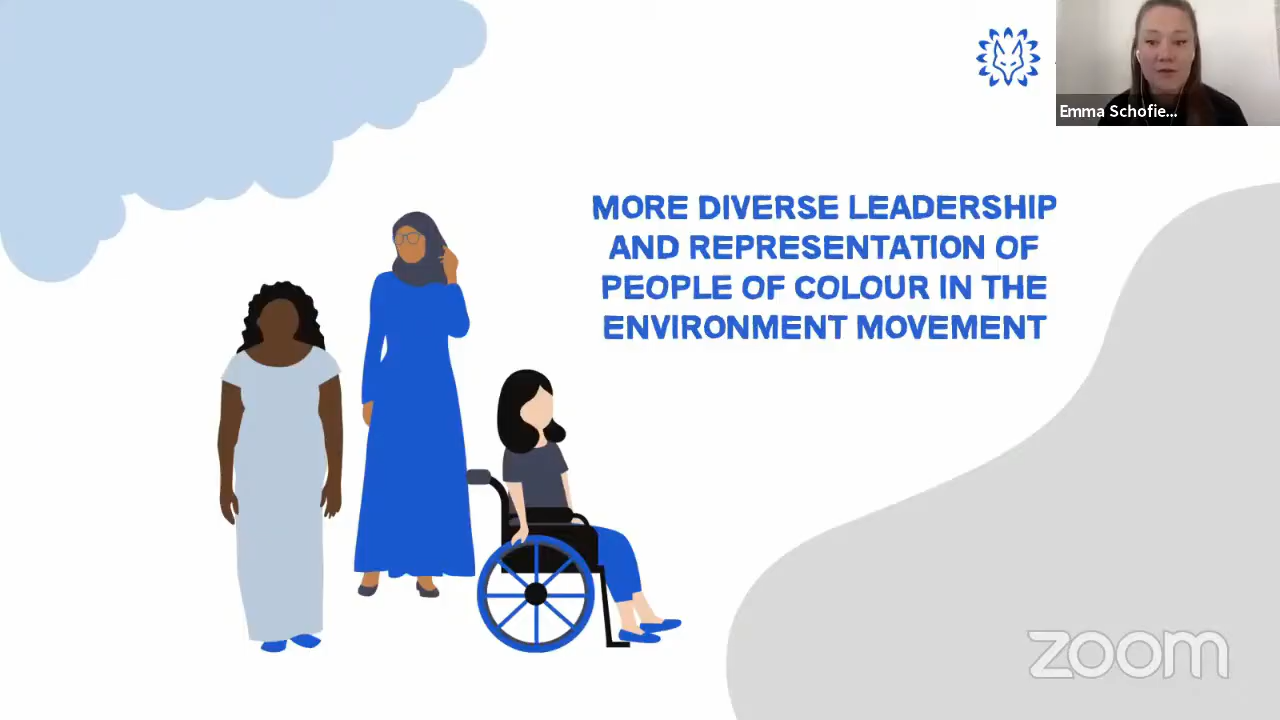 Emma Schofie...
MORE DIVERSE LEADERSHIP
AND REPRESENTATION OF
PEOPLE OF COLOUR IN THE
ENVIRONMENT MOVEMENT
zoom